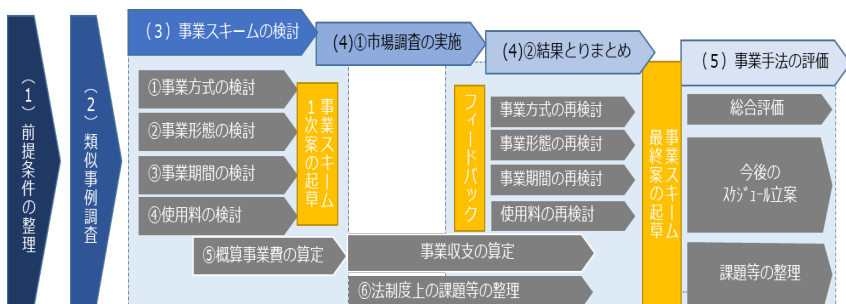 (1) 前提条件の整理
(2) 類似事例調査
(3) 事業スキームの検討
①事業方式の検討
②事業形態の検討
③事業期間の検討
④使用料の検討
事業スキーム
1次案の起草
⑤概算事業費の算定
(4)①市場調査の実施
(4)②結果とりまとめ
フィードバック
事業方式の再検討
事業形態の再検討
事業期間の再検討
使用料の再検討
事業収支の算定
⑥法制度上の課題等の整理
事業スキーム
最終案の起草
(5) 事業手法の評価
総合評価
今後の
ｽｹｼﾞｭｰﾙ立案
課題等の整理